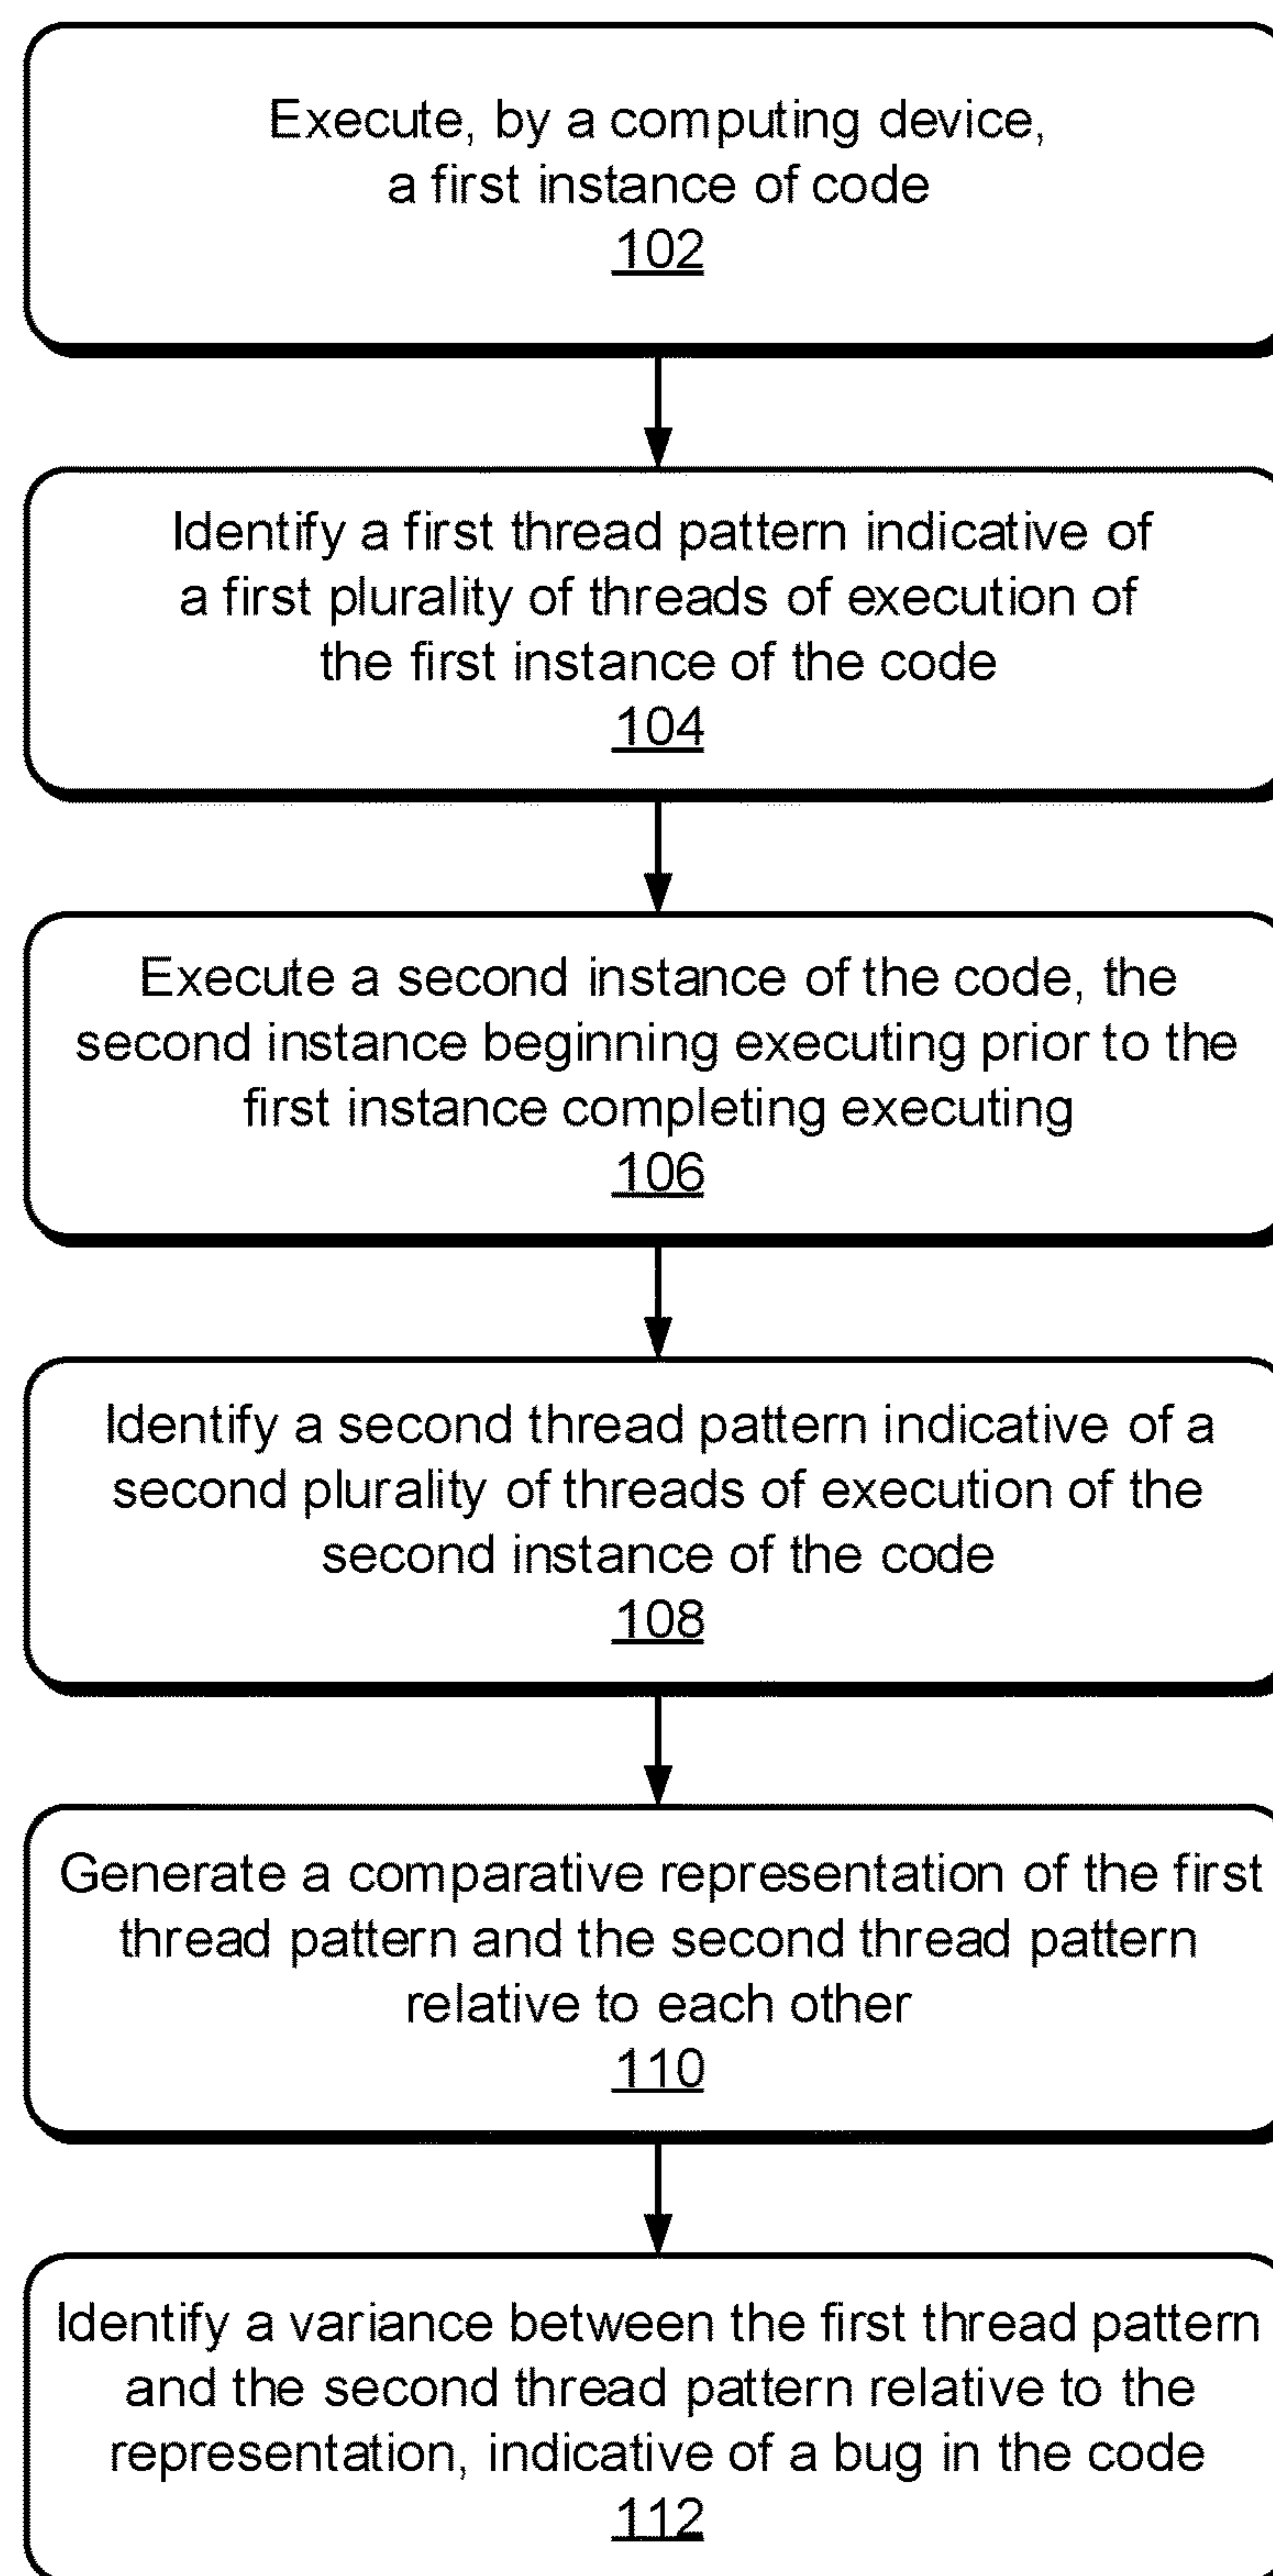 Execute, by a computing device,
a first instance of code
102
Identify a first thread pattern indicative of
a first plurality of threads of execution of
the first instance of the code
104
Execute a second instance of the code, the
second instance beginning executing prior to the
first instance completing executing
106
Identify a second thread pattern indicative of a
second plurality of threads of execution of the
second instance of the code
108
Generate a comparative representation of the first
thread pattern and the second thread pattern
relative to each other
110
Identify a variance between the first thread pattern
and the second thread pattern relative to the
representation, indicative of a bug in the code
112